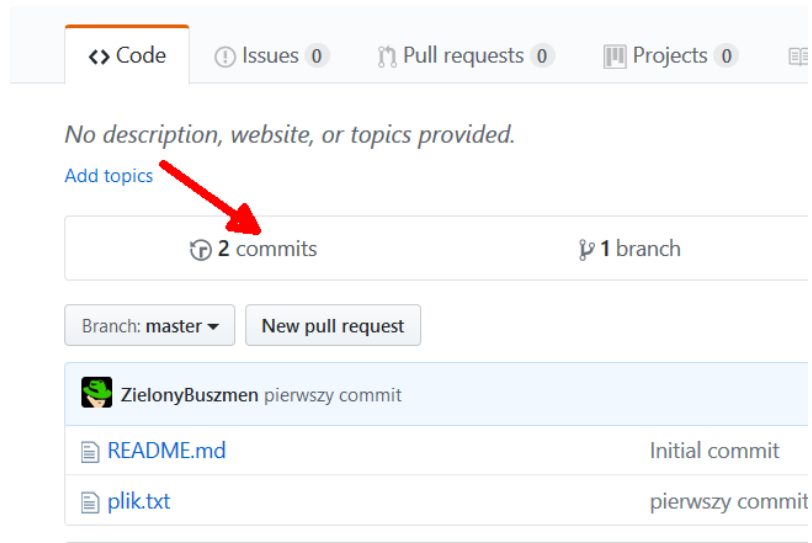 Code Issues 0 Pull requests 0 Projects 0
No description, website, or topics provided.
Add topics
2 commits 1 branch
Branch: master New pull request
ZielonyBuszmen pierwszy commit
README.md Initial commit
plik.txt pierwszy commit